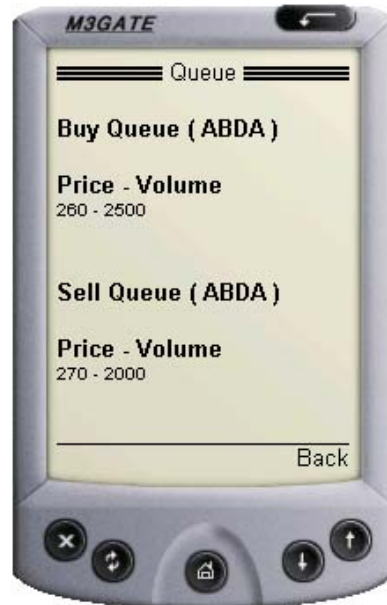 M3GATE
Queue
Buy Queue ( ABDA )
Price - Volume
260 - 2500
Sell Queue ( ABDA )
Price - Volume
270 - 2000
Back